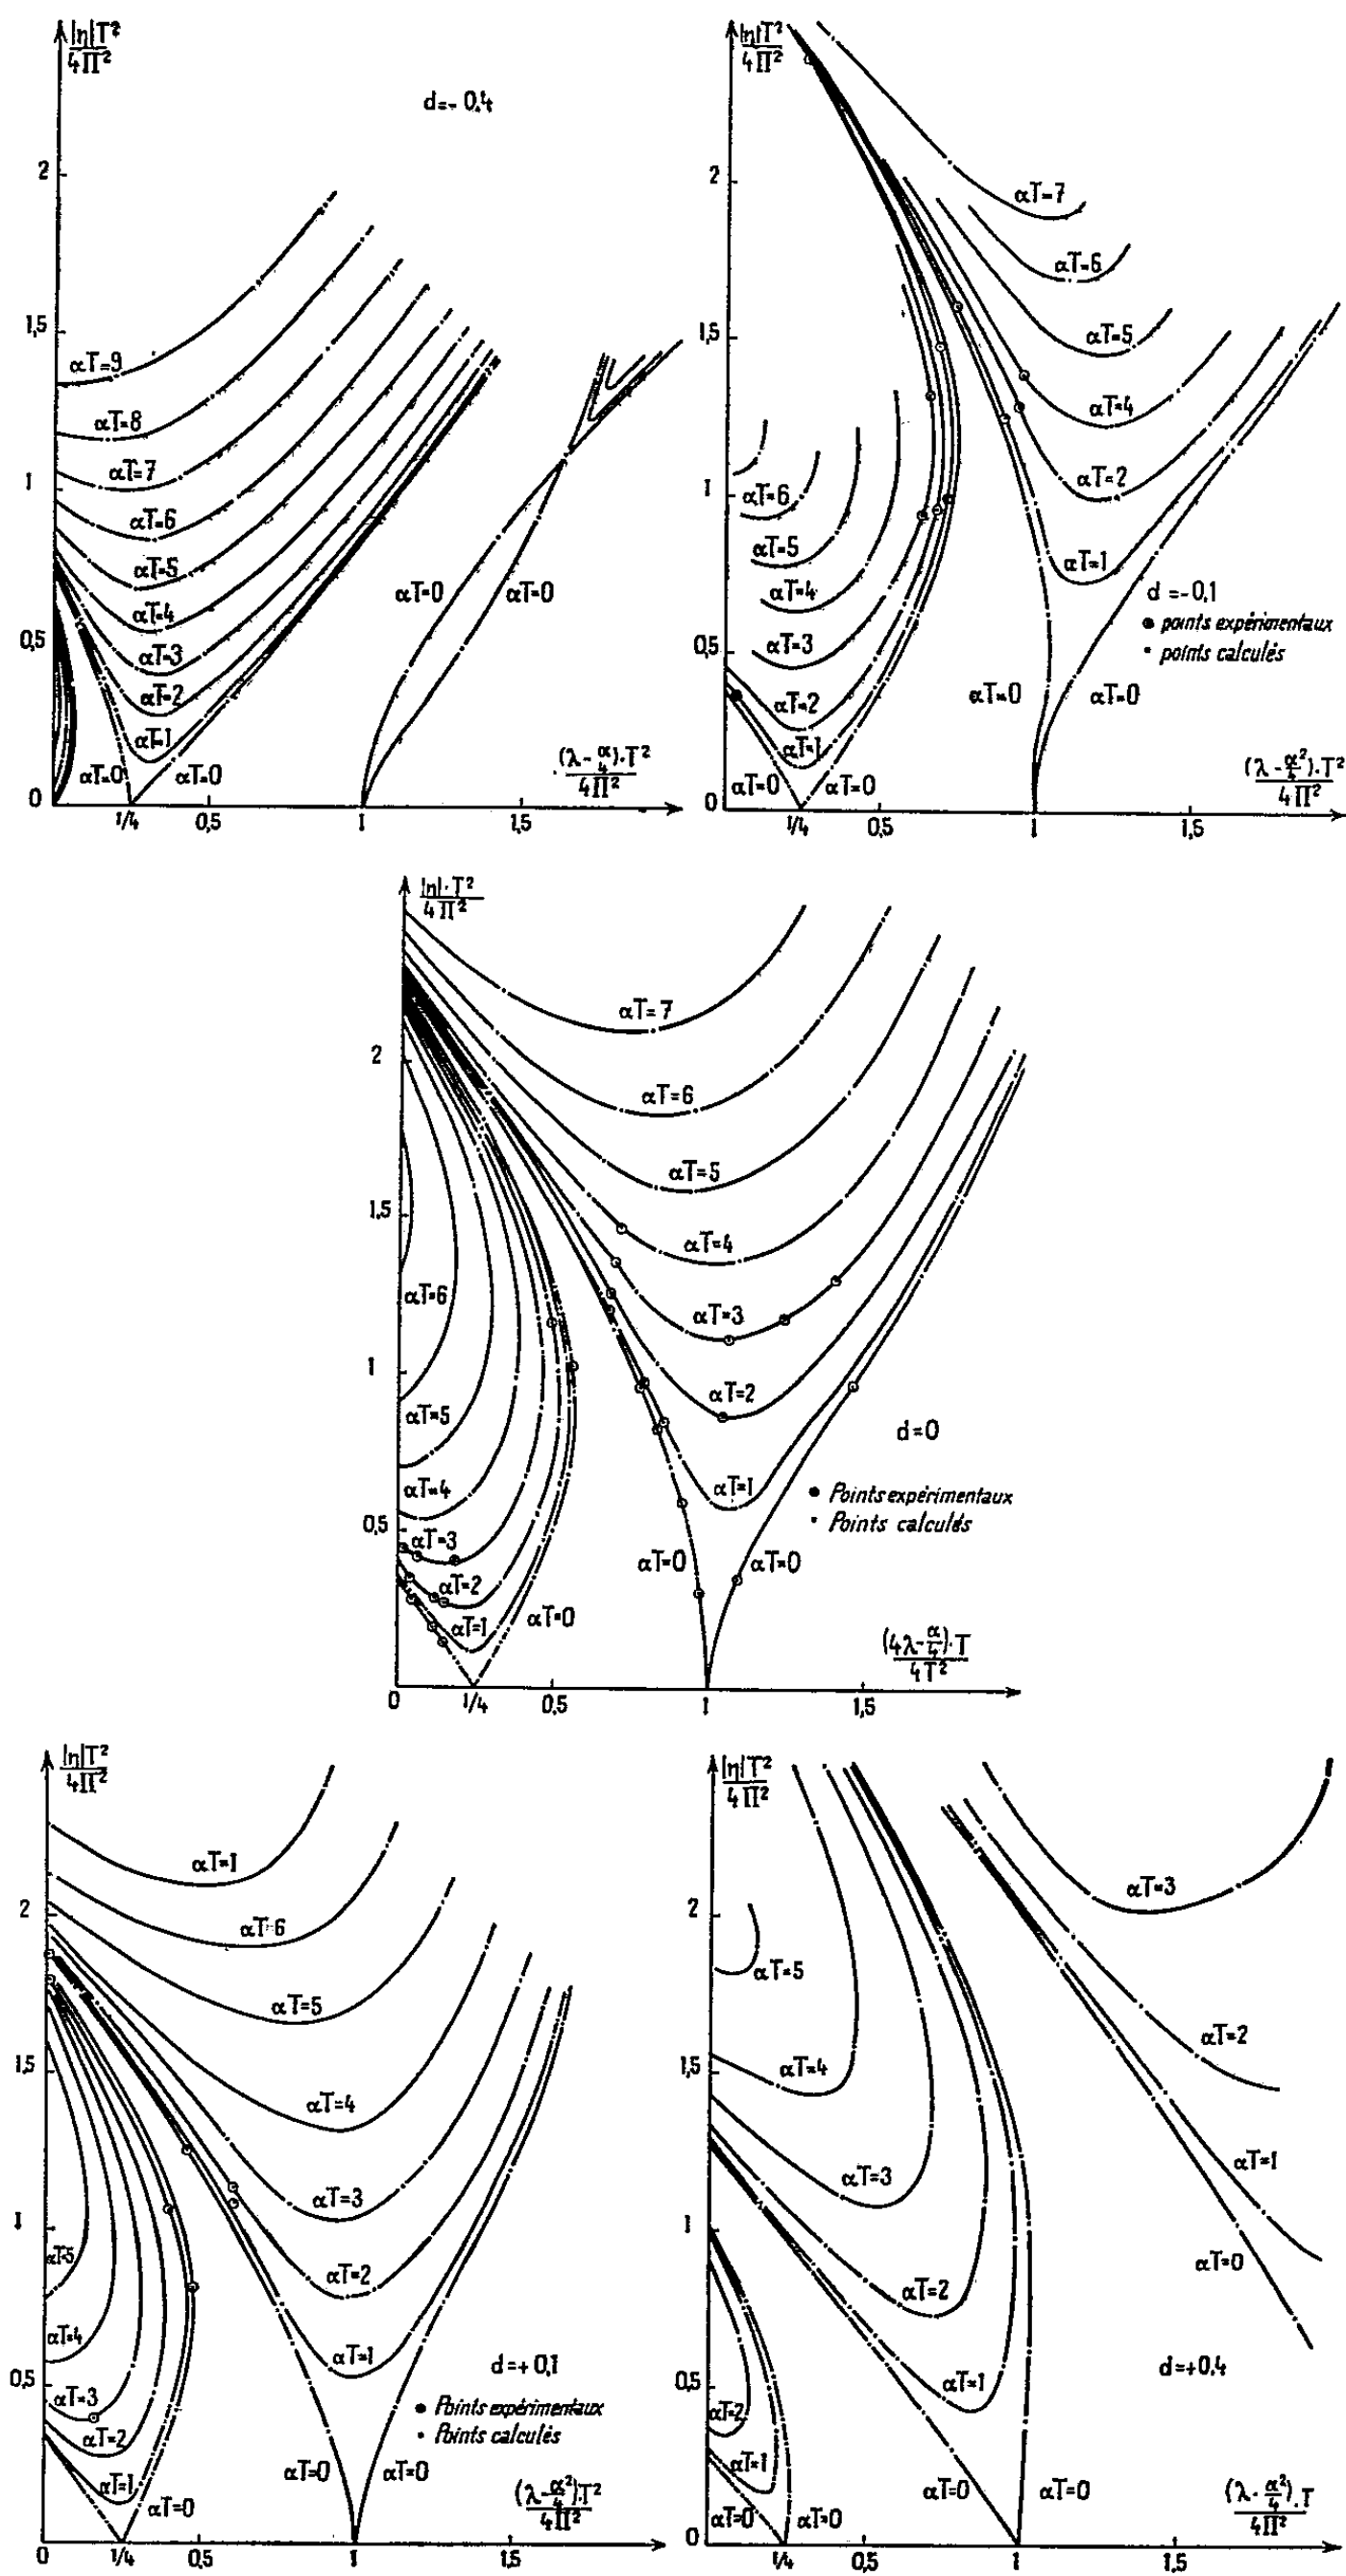 |η|T²
4Π²
d=-0,4
2
1,5
αT=9
αT=8
αT=7
1
αT=6
αT=5
αT=4
αT=3
0,5
αT=2
αT=1
αT=0
αT=0
αT=0
αT=0
(λ-α/4).T²
4Π²
0
1/4
0,5
1
1,5
|η|T²
4Π²
2
αT=7
αT=6
1,5
αT=5
αT=4
1
αT=6
αT=2
αT=5
αT=4
αT=1
d=-0,1
points expérimentaux
points calculés
0,5
αT=3
αT=2
αT=0
αT=0
αT=1
αT=0
αT=0
(λ-α²/4).T²
4Π²
0
1/4
0,5
1
1,5
|η|.T²
4Π²
αT=7
2
αT=6
αT=5
1,5
αT=4
αT=6
αT=3
1
αT=2
αT=5
d=0
αT=4
αT=1
Points expérimentaux
Points calculés
0,5
αT=3
αT=2
αT=0
αT=0
αT=1
αT=0
(4λ-α/4).T
4T²
0
1/4
0,5
1
1,5
|η|T²
4Π²
αT=1
2
αT=6
αT=5
1,5
αT=4
αT=3
1
αT=5
αT=2
αT=4
αT=1
d=+0,1
0,5
αT=3
Points expérimentaux
Points calculés
αT=2
αT=1
αT=0
αT=0
αT=0
(λ-α²/4).T²
4Π²
0
1/4
0,5
1
1,5
|η|T²
4Π²
αT=3
2
αT=5
αT=2
1,5
αT=4
αT=3
αT=1
1
αT=0
αT=2
d=+0,4
0,5
αT=1
αT=2
αT=1
αT=0
αT=0
αT=0
αT=0
(λ-α²/4).T
4Π²
0
1/4
0,5
1
1,5